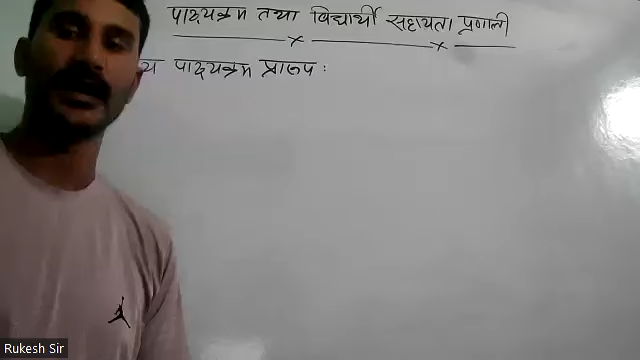 पाठ्यक्रम तथा विद्यार्थी सहायता प्रणाली
पाठ्यक्रम प्रारूप :
Rukesh Sir